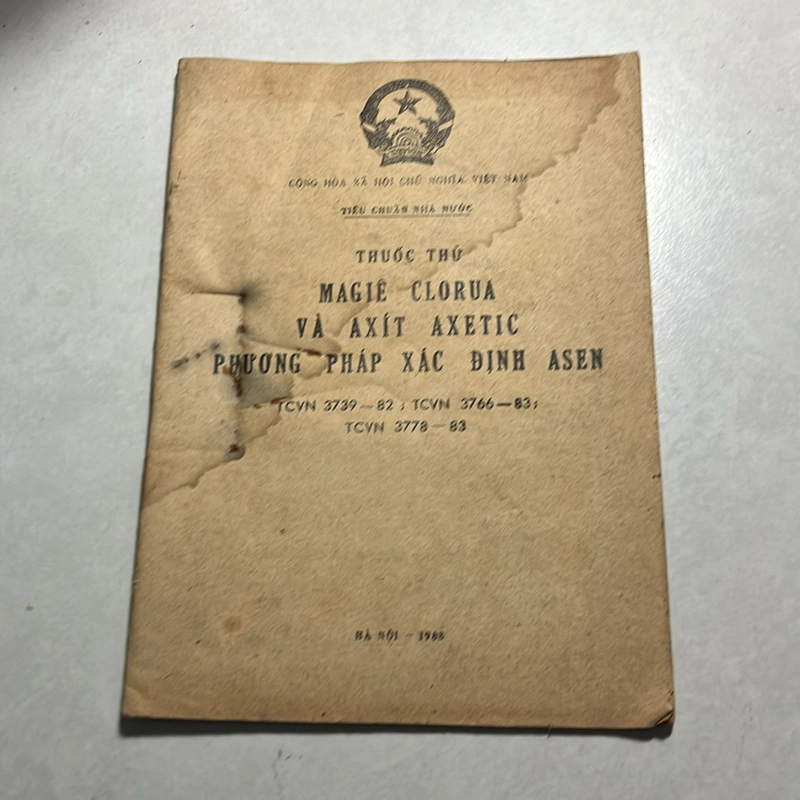 CỘNG HÒA XÃ HỘI CHỦ NGHĨA VIỆT NAM
TIÊU CHUẨN NHÀ NƯỚC
THUỐC THỬ
MAGIÊ CLORUA
VÀ AXÍT AXETIC
PHƯƠNG PHÁP XÁC ĐỊNH ASEN
TCVN 3739 — 82 ; TCVN 3766 — 83 ;
TCVN 3778 — 83
HÀ NỘI — 1988